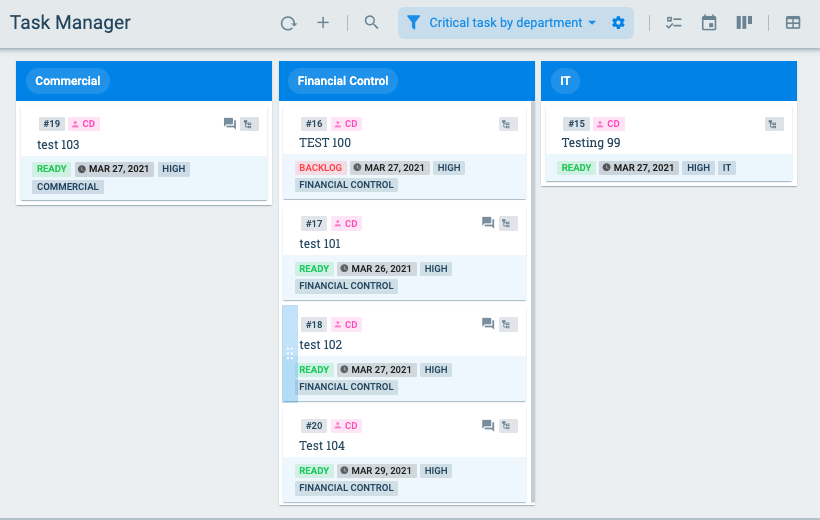 Task Manager
Critical task by department
Commercial
#19 CD
test 103
READY MAR 27, 2021 HIGH
COMMERCIAL
Financial Control
#16 CD
TEST 100
BACKLOG MAR 27, 2021 HIGH
FINANCIAL CONTROL
#17 CD
test 101
READY MAR 26, 2021 HIGH
FINANCIAL CONTROL
#18 CD
test 102
READY MAR 27, 2021 HIGH
FINANCIAL CONTROL
#20 CD
Test 104
READY MAR 29, 2021 HIGH
FINANCIAL CONTROL
IT
#15 CD
Testing 99
READY MAR 27, 2021 HIGH IT